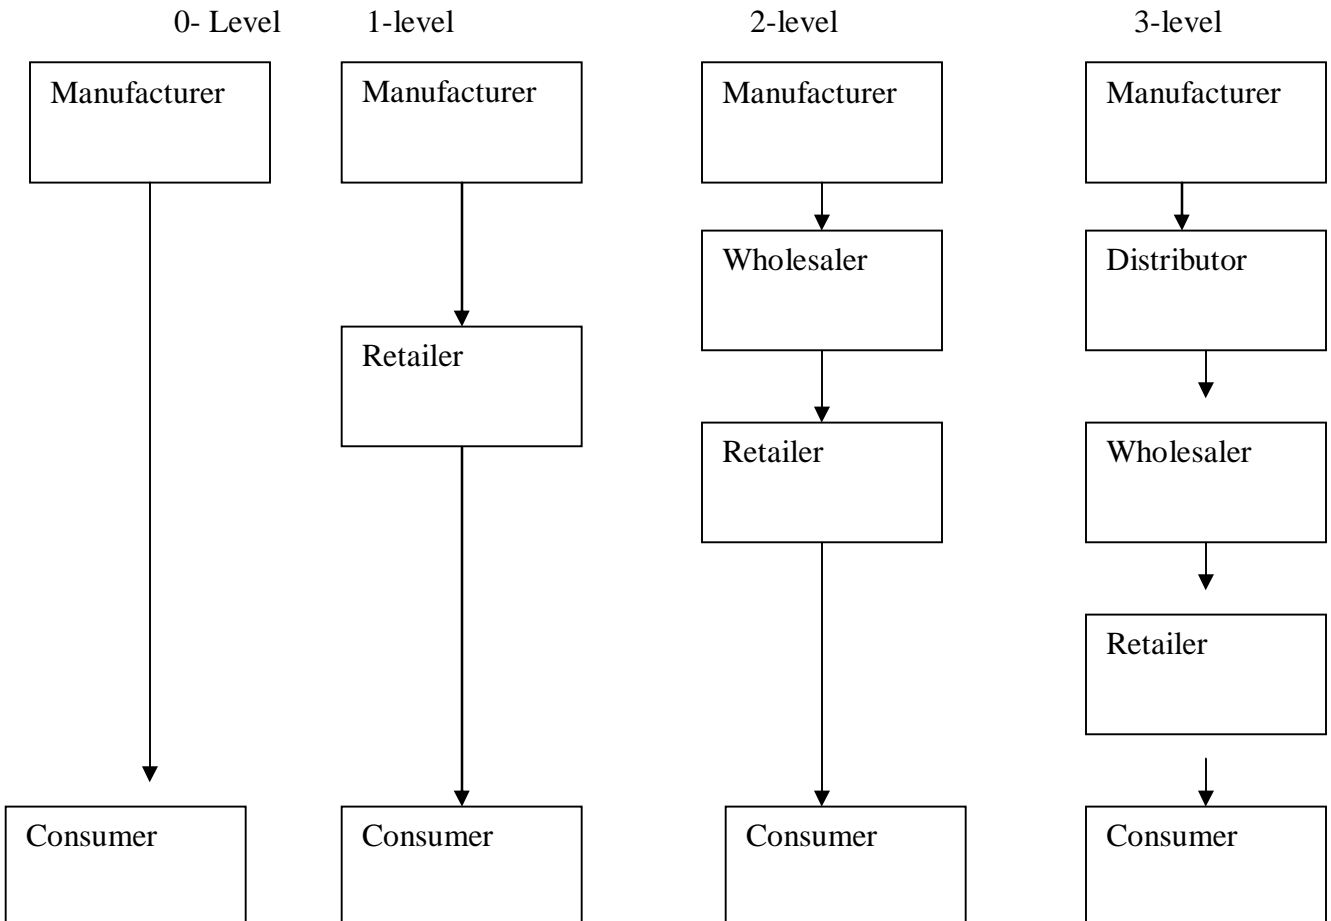 0- Level 1-level 2-level 3-level
Manufacturer Manufacturer Manufacturer Manufacturer
Wholesaler Distributor
Retailer
Retailer Wholesaler
Retailer
Consumer Consumer Consumer Consumer